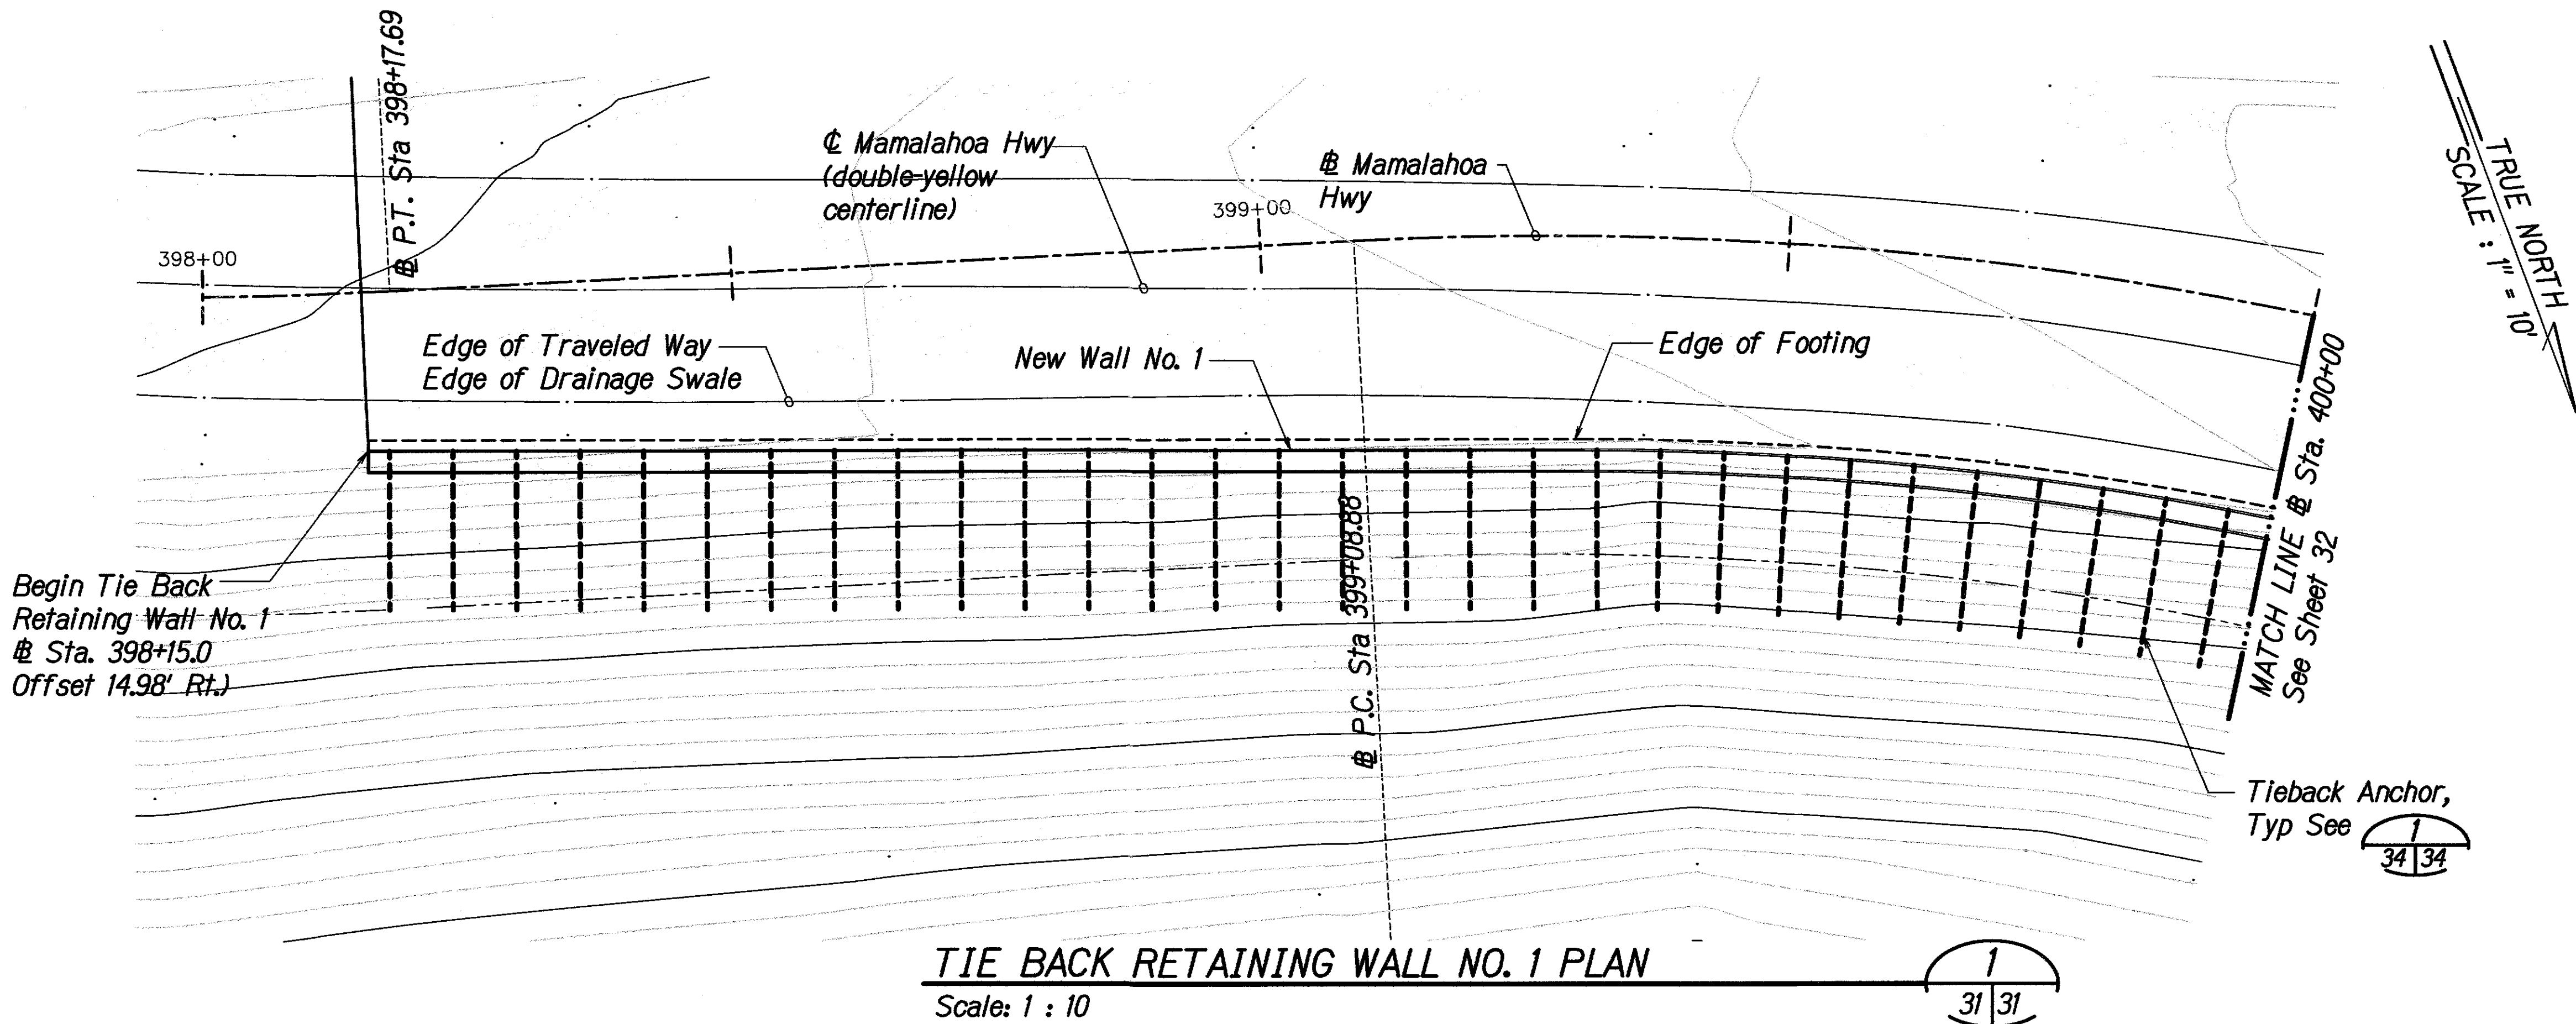 ℄ P.T. Sta 398+17.69
℄ Mamalahoa Hwy
(double-yellow
centerline)
398+00
399+00
BL Mamalahoa
Hwy
TRUE NORTH
SCALE : 1" = 10'
Edge of Traveled Way
Edge of Drainage Swale
New Wall No. 1
Edge of Footing
Begin Tie Back
Retaining Wall No. 1
BL Sta. 398+15.0
Offset 14.98' Rt.)
BL P.C. Sta 399+08.88
MATCH LINE BL Sta. 400+00
See Sheet 32
Tieback Anchor,
Typ See
1
34 34
TIE BACK RETAINING WALL NO. 1 PLAN
Scale: 1 : 10
1
31 31